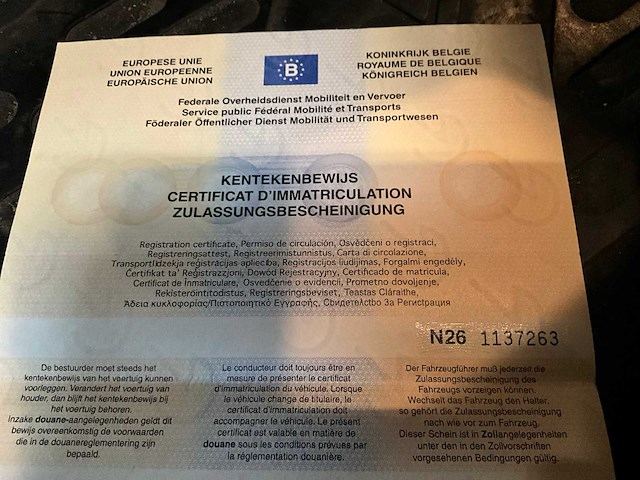 EUROPESE UNIE
UNION EUROPEENNE
EUROPÄISCHE UNION
B
KONINKRIJK BELGIE
ROYAUME DE BELGIQUE
KÖNIGREICH BELGIEN
Federale Overheidsdienst Mobiliteit en Vervoer
Service public Fédéral Mobilité et Transports
Föderaler Öffentlicher Dienst Mobilität und Transportwesen
KENTEKENBEWIJS
CERTIFICAT D'IMMATRICULATION
ZULASSUNGSBESCHEINIGUNG
Registration certificate, Permiso de circulación, Osvědčení o registraci,
Registreringsattest, Registreerimistunnistus, Carta di circolazione,
Transportlīdzekļa reģistrācijas apliecība, Registracijos liudijimas, Forgalmi engedély,
Ċertifikat ta' Reġistrazzjoni, Dowód Rejestracyjny, Certificado de matrícula,
Certificat de Înmatriculare, Osvedčenie o evidencii, Prometno dovoljenje,
Rekisteröintitodistus, Registreringsbeviset, Teastas Cláraithe,
Άδεια κυκλοφορίας/Πιστοποιητικό Εγγραφής, Свидетелство За Регистрация
N26 1137263
De bestuurder moet steeds het
kentekenbewijs van het voertuig kunnen
voorleggen. Verandert het voertuig van
houder, dan blijft het kentekenbewijs bij
het voertuig behoren.
Inzake douane-aangelegenheden geldt dit
bewijs overeenkomstig de voorwaarden
die in de douanereglementering zijn
bepaald.
Le conducteur doit toujours être en
mesure de présenter le certificat
d'immatriculation du véhicule. Lorsque
le véhicule change de titulaire, le
certificat d'immatriculation doit
accompagner le véhicule. Le présent
certificat est valable en matière de
douane sous les conditions prévues par
la réglementation douanière.
Der Fahrzeugführer muß jederzeit die
Zulassungsbescheinigung des
Fahrzeugs vorzeigen können.
Wechselt das Fahrzeug den Halter,
so gehört die Zulassungsbescheinigung
nach wie vor zum Fahrzeug.
Dieser Schein ist in Zollangelegenheiten
unter den in den Zollvorschriften
vorgesehenen Bedingungen gültig.